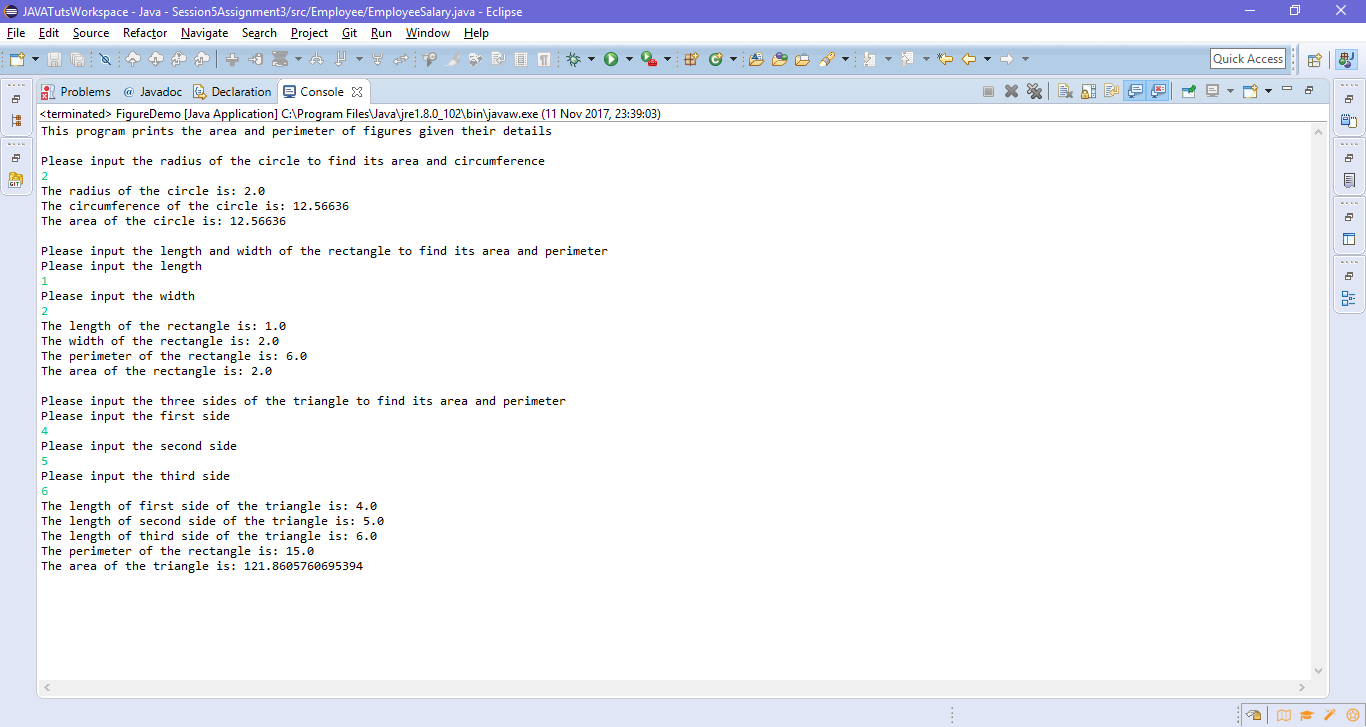 JAVATutsWorkspace - Java - Session5Assignment3/src/Employee/EmployeeSalary.java - Eclipse
File Edit Source Refactor Navigate Search Project Git Run Window Help
Quick Access
Problems @ Javadoc Declaration Console
<terminated> FigureDemo [Java Application] C:\Program Files\Java\jre1.8.0_102\bin\javaw.exe (11 Nov 2017, 23:39:03)
This program prints the area and perimeter of figures given their details
Please input the radius of the circle to find its area and circumference
2
The radius of the circle is: 2.0
The circumference of the circle is: 12.56636
The area of the circle is: 12.56636
Please input the length and width of the rectangle to find its area and perimeter
Please input the length
1
Please input the width
2
The length of the rectangle is: 1.0
The width of the rectangle is: 2.0
The perimeter of the rectangle is: 6.0
The area of the rectangle is: 2.0
Please input the three sides of the triangle to find its area and perimeter
Please input the first side
4
Please input the second side
5
Please input the third side
6
The length of first side of the triangle is: 4.0
The length of second side of the triangle is: 5.0
The length of third side of the triangle is: 6.0
The perimeter of the rectangle is: 15.0
The area of the triangle is: 121.8605760695394